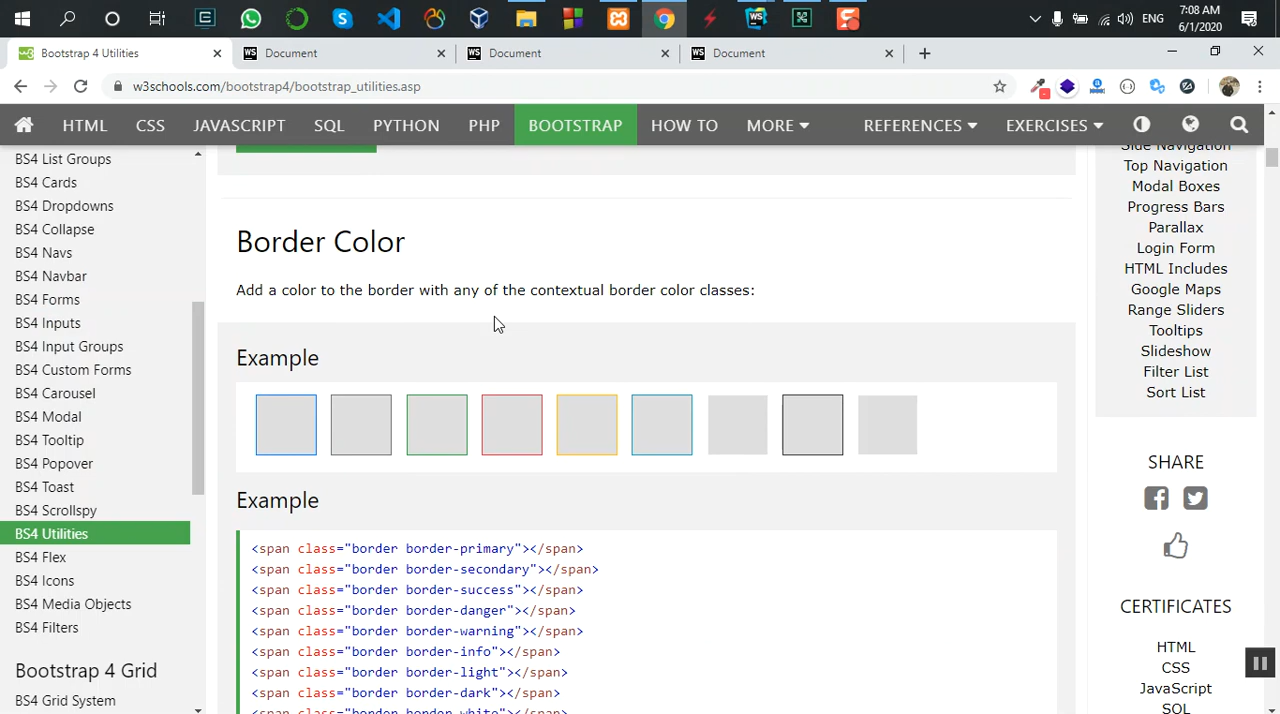 ENG
7:08 AM
6/1/2020
Bootstrap 4 Utilities
Document
Document
Document
w3schools.com/bootstrap4/bootstrap_utilities.asp
HTML CSS JAVASCRIPT SQL PYTHON PHP BOOTSTRAP HOW TO MORE REFERENCES EXERCISES
BS4 List Groups
BS4 Cards
BS4 Dropdowns
BS4 Collapse
BS4 Navs
BS4 Navbar
BS4 Forms
BS4 Inputs
BS4 Input Groups
BS4 Custom Forms
BS4 Carousel
BS4 Modal
BS4 Tooltip
BS4 Popover
BS4 Toast
BS4 Scrollspy
BS4 Utilities
BS4 Flex
BS4 Icons
BS4 Media Objects
BS4 Filters
Bootstrap 4 Grid
BS4 Grid System
Border Color
Add a color to the border with any of the contextual border color classes:
Example
Example
<span class="border border-primary"></span>
<span class="border border-secondary"></span>
<span class="border border-success"></span>
<span class="border border-danger"></span>
<span class="border border-warning"></span>
<span class="border border-info"></span>
<span class="border border-light"></span>
<span class="border border-dark"></span>
<span class="border border-white"></span>
Side Navigation
Top Navigation
Modal Boxes
Progress Bars
Parallax
Login Form
HTML Includes
Google Maps
Range Sliders
Tooltips
Slideshow
Filter List
Sort List
SHARE
CERTIFICATES
HTML
CSS
JavaScript
SQL